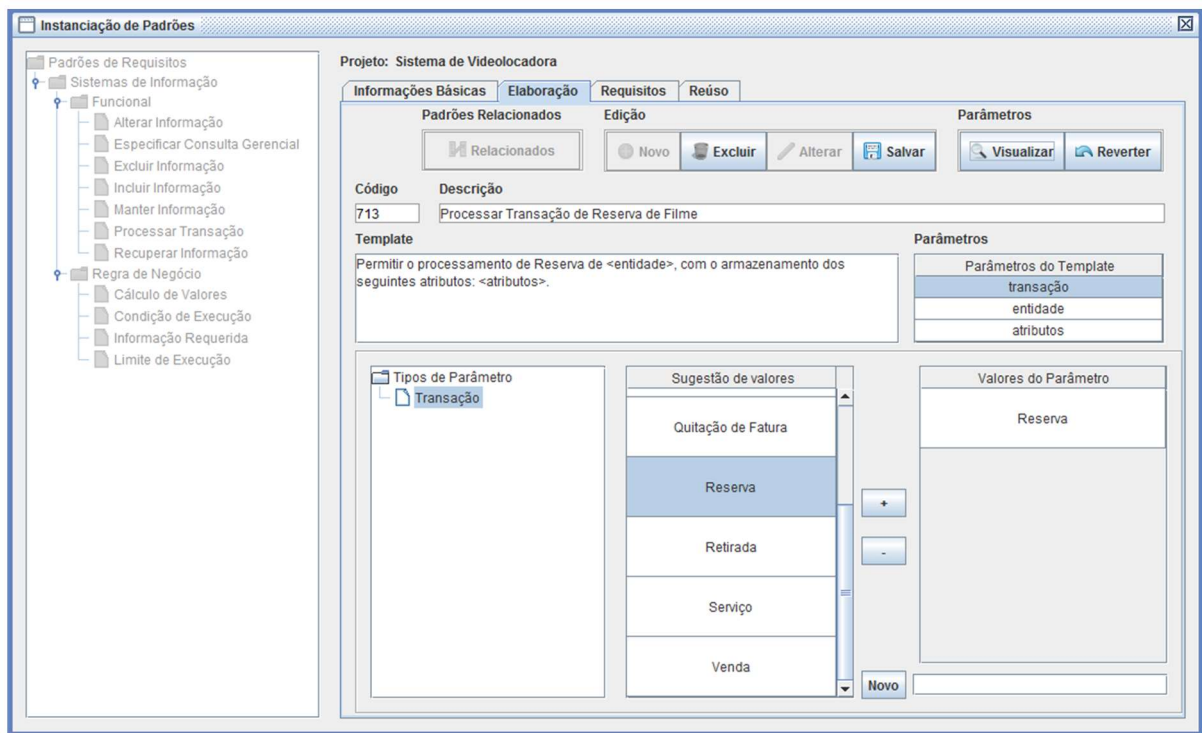 Instanciação de Padrões
Padrões de Requisitos
Sistemas de Informação
Funcional
Alterar Informação
Especificar Consulta Gerencial
Excluir Informação
Incluir Informação
Manter Informação
Processar Transação
Recuperar Informação
Regra de Negócio
Cálculo de Valores
Condição de Execução
Informação Requerida
Limite de Execução
Projeto: Sistema de Videolocadora
Informações Básicas Elaboração Requisitos Reúso
Padrões Relacionados Edição Parâmetros
Relacionados Novo Excluir Alterar Salvar Visualizar Reverter
Código Descrição
713 Processar Transação de Reserva de Filme
Template
Permitir o processamento de Reserva de <entidade>, com o armazenamento dos
seguintes atributos: <atributos>.
Parâmetros
Parâmetros do Template
transação
entidade
atributos
Tipos de Parâmetro
Transação
Sugestão de valores
Quitação de Fatura
Reserva
Retirada
Serviço
Venda
+
-
Novo
Valores do Parâmetro
Reserva